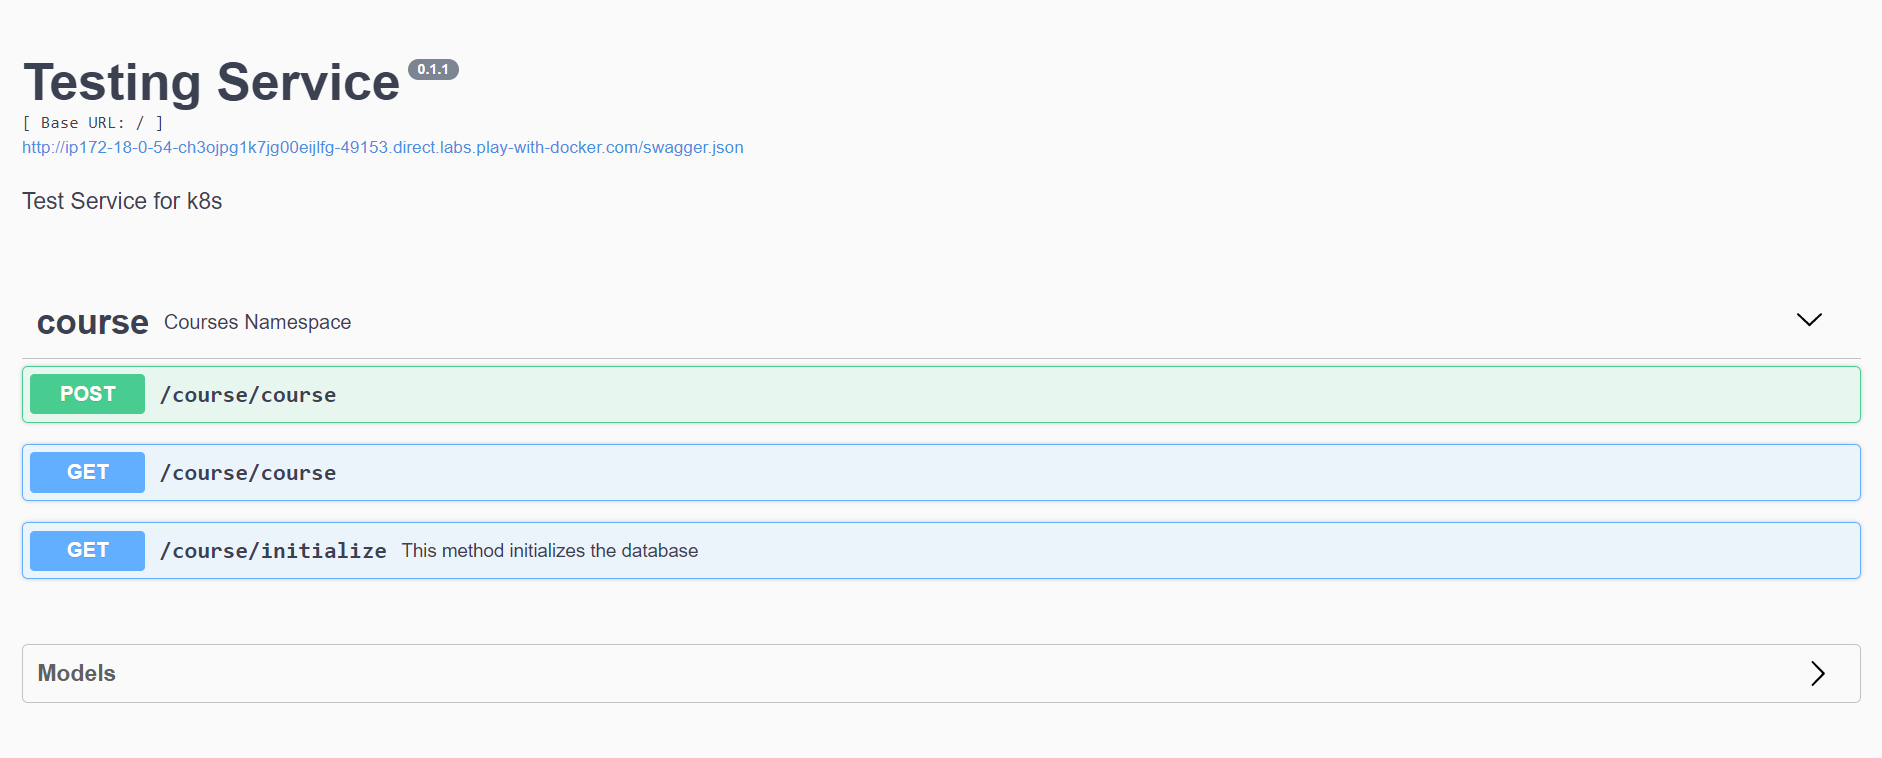 Testing Service 0.1.1
[ Base URL: / ]
http://ip172-18-0-54-ch3ojpg1k7jg00eijlfg-49153.direct.labs.play-with-docker.com/swagger.json
Test Service for k8s
course Courses Namespace
POST /course/course
GET /course/course
GET /course/initialize This method initializes the database
Models